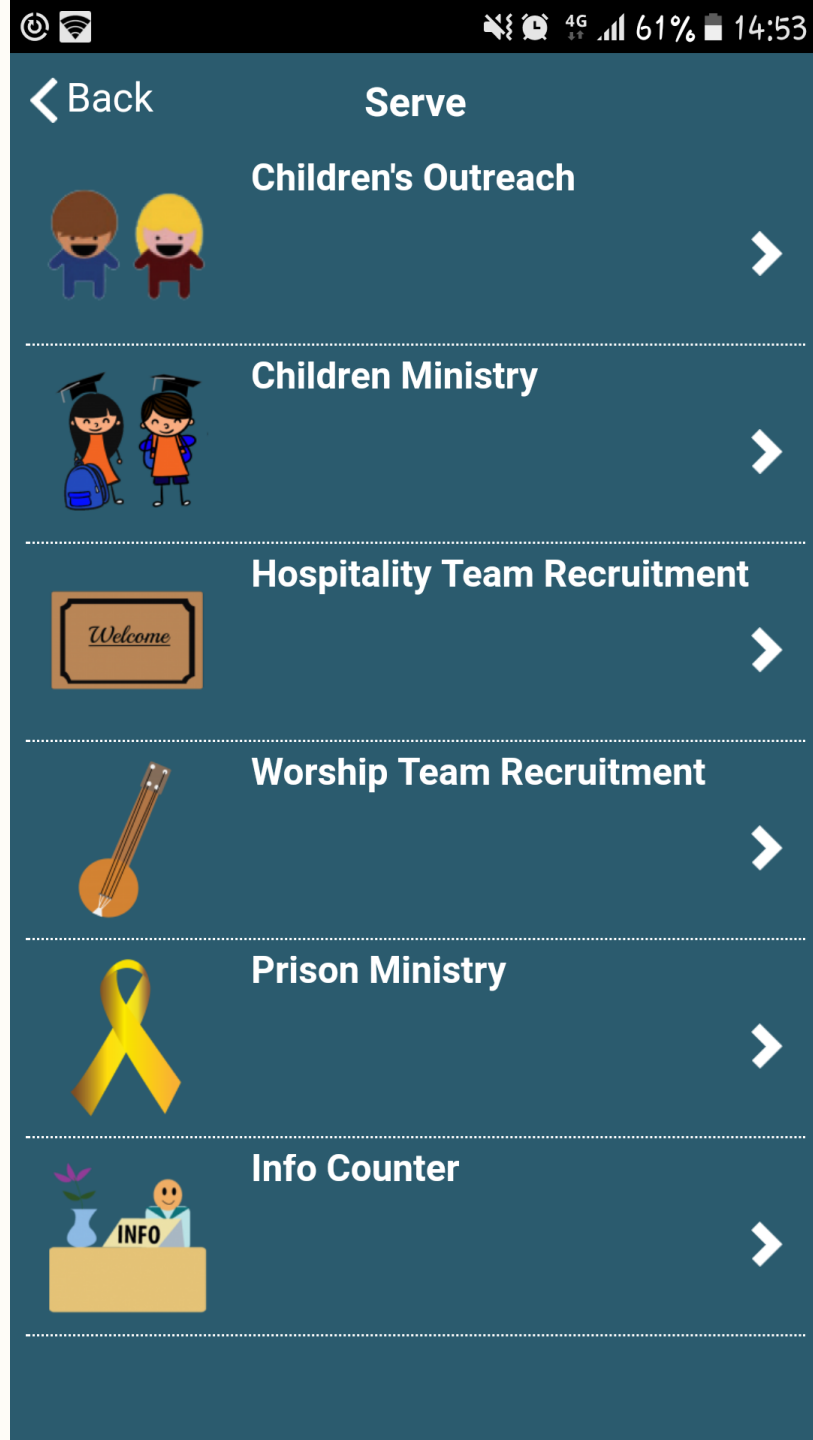 4G 61% 14:53
Back Serve
Children's Outreach
Children Ministry
Hospitality Team Recruitment
Welcome
Worship Team Recruitment
Prison Ministry
Info Counter
INFO